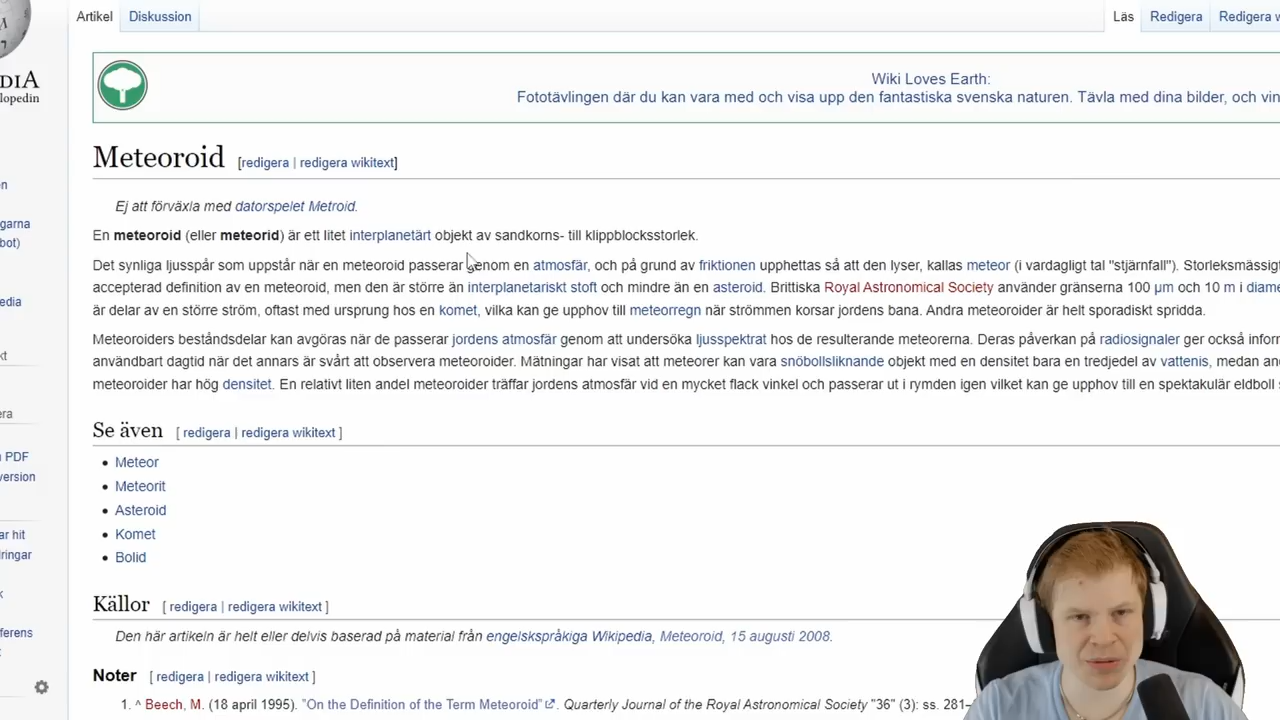 Artikel Diskussion Läs Redigera Redigera w
DIA
lopedin
Wiki Loves Earth:
Fototävlingen där du kan vara med och visa upp den fantastiska svenska naturen. Tävla med dina bilder, och vin
Meteoroid [redigera | redigera wikitext]
Ej att förväxla med datorspelet Metroid.
En meteoroid (eller meteorid) är ett litet interplanetärt objekt av sandkorns- till klippblocksstorlek.
Det synliga ljusspår som uppstår när en meteoroid passerar genom en atmosfär, och på grund av friktionen upphettas så att den lyser, kallas meteor (i vardagligt tal "stjärnfall"). Storleksmässigt
accepterad definition av en meteoroid, men den är större än interplanetariskt stoft och mindre än en asteroid. Brittiska Royal Astronomical Society använder gränserna 100 µm och 10 m i diame
är delar av en större ström, oftast med ursprung hos en komet, vilka kan ge upphov till meteorregn när strömmen korsar jordens bana. Andra meteoroider är helt sporadiskt spridda.
Meteoroiders beståndsdelar kan avgöras när de passerar jordens atmosfär genom att undersöka ljusspektrat hos de resulterande meteorerna. Deras påverkan på radiosignaler ger också infor
användbart dagtid när det annars är svårt att observera meteoroider. Mätningar har visat att meteorer kan vara snöbollsliknande objekt med en densitet bara en tredjedel av vattenis, medan an
meteoroider har hög densitet. En relativt liten andel meteoroider träffar jordens atmosfär vid en mycket flack vinkel och passerar ut i rymden igen vilket kan ge upphov till en spektakulär eldboll s
Se även [ redigera | redigera wikitext ]
Meteor
Meteorit
Asteroid
Komet
Bolid
Källor [ redigera | redigera wikitext ]
Den här artikeln är helt eller delvis baserad på material från engelskspråkiga Wikipedia, Meteoroid, 15 augusti 2008.
Noter [ redigera | redigera wikitext ]
1. ^ Beech, M. (18 april 1995). "On the Definition of the Term Meteoroid". Quarterly Journal of the Royal Astronomical Society "36" (3): ss. 281–
en
garna
bot)
edia
kt
era
PDF
version
ar hit
dringar
k
ferens